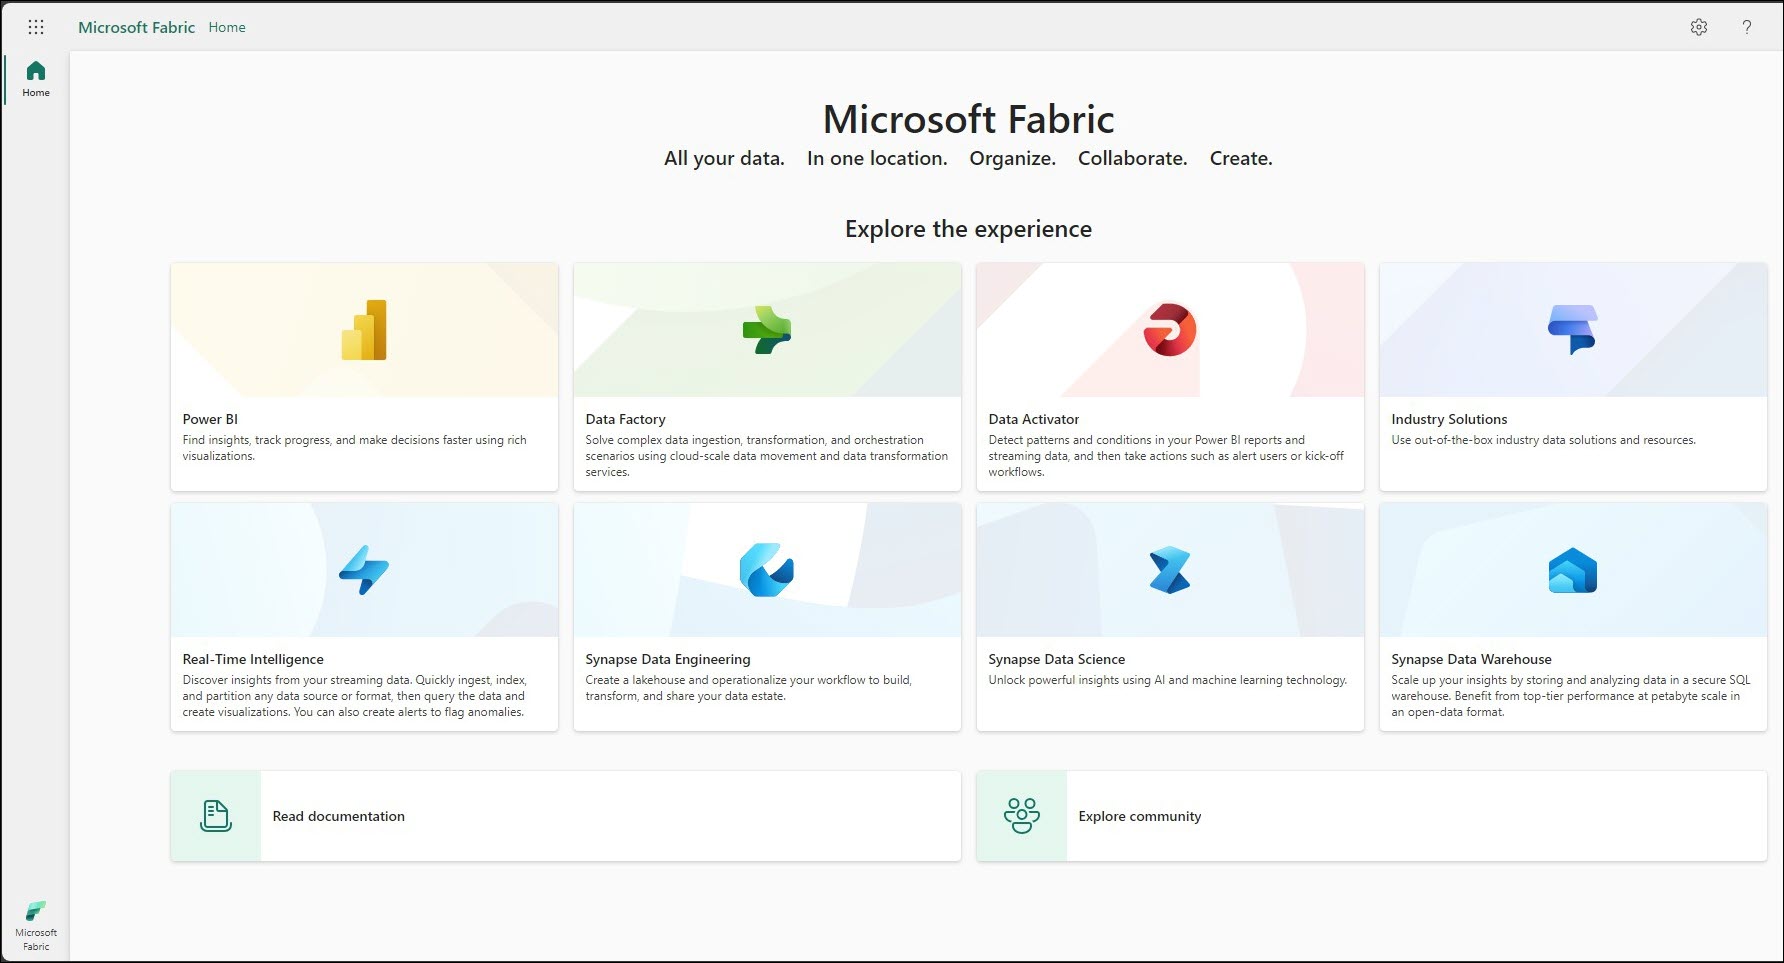 Microsoft Fabric Home
?
Home
Microsoft Fabric
All your data. In one location. Organize. Collaborate. Create.
Explore the experience
Power BI
Find insights, track progress, and make decisions faster using rich
visualizations.
Data Factory
Solve complex data ingestion, transformation, and orchestration
scenarios using cloud-scale data movement and data transformation
services.
Data Activator
Detect patterns and conditions in your Power BI reports and
streaming data, and then take actions such as alert users or kick-off
workflows.
Industry Solutions
Use out-of-the-box industry data solutions and resources.
Real-Time Intelligence
Discover insights from your streaming data. Quickly ingest, index,
and partition any data source or format, then query the data and
create visualizations. You can also create alerts to flag anomalies.
Synapse Data Engineering
Create a lakehouse and operationalize your workflow to build,
transform, and share your data estate.
Synapse Data Science
Unlock powerful insights using AI and machine learning technology.
Synapse Data Warehouse
Scale up your insights by storing and analyzing data in a secure SQL
warehouse. Benefit from top-tier performance at petabyte scale in
an open-data format.
Read documentation
Explore community
Microsoft
Fabric